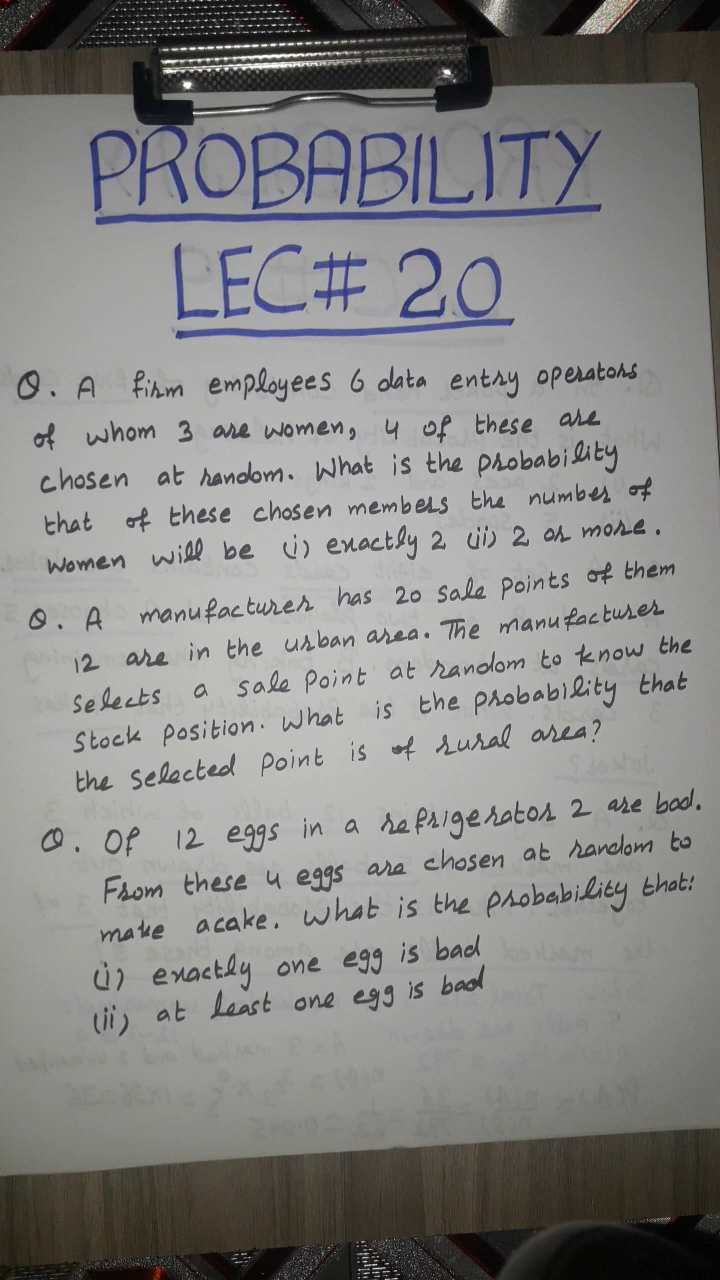 PROBABILITY
LEC# 20
Q. A firm employees 6 data entry operators
of whom 3 are women, 4 of these are
chosen at random. What is the probability
that of these chosen members the number of
women will be (i) exactly 2 (ii) 2 or more.
Q. A manufacturer has 20 sale points of them
12 are in the urban area. The manufacturer
selects a sale point at random to know the
stock position. What is the probability that
the selected point is of rural area?
Q. Of 12 eggs in a refrigerator 2 are bad.
From these 4 eggs are chosen at random to
make acake. What is the probability that:
(i) exactly one egg is bad
(ii) at least one egg is bad